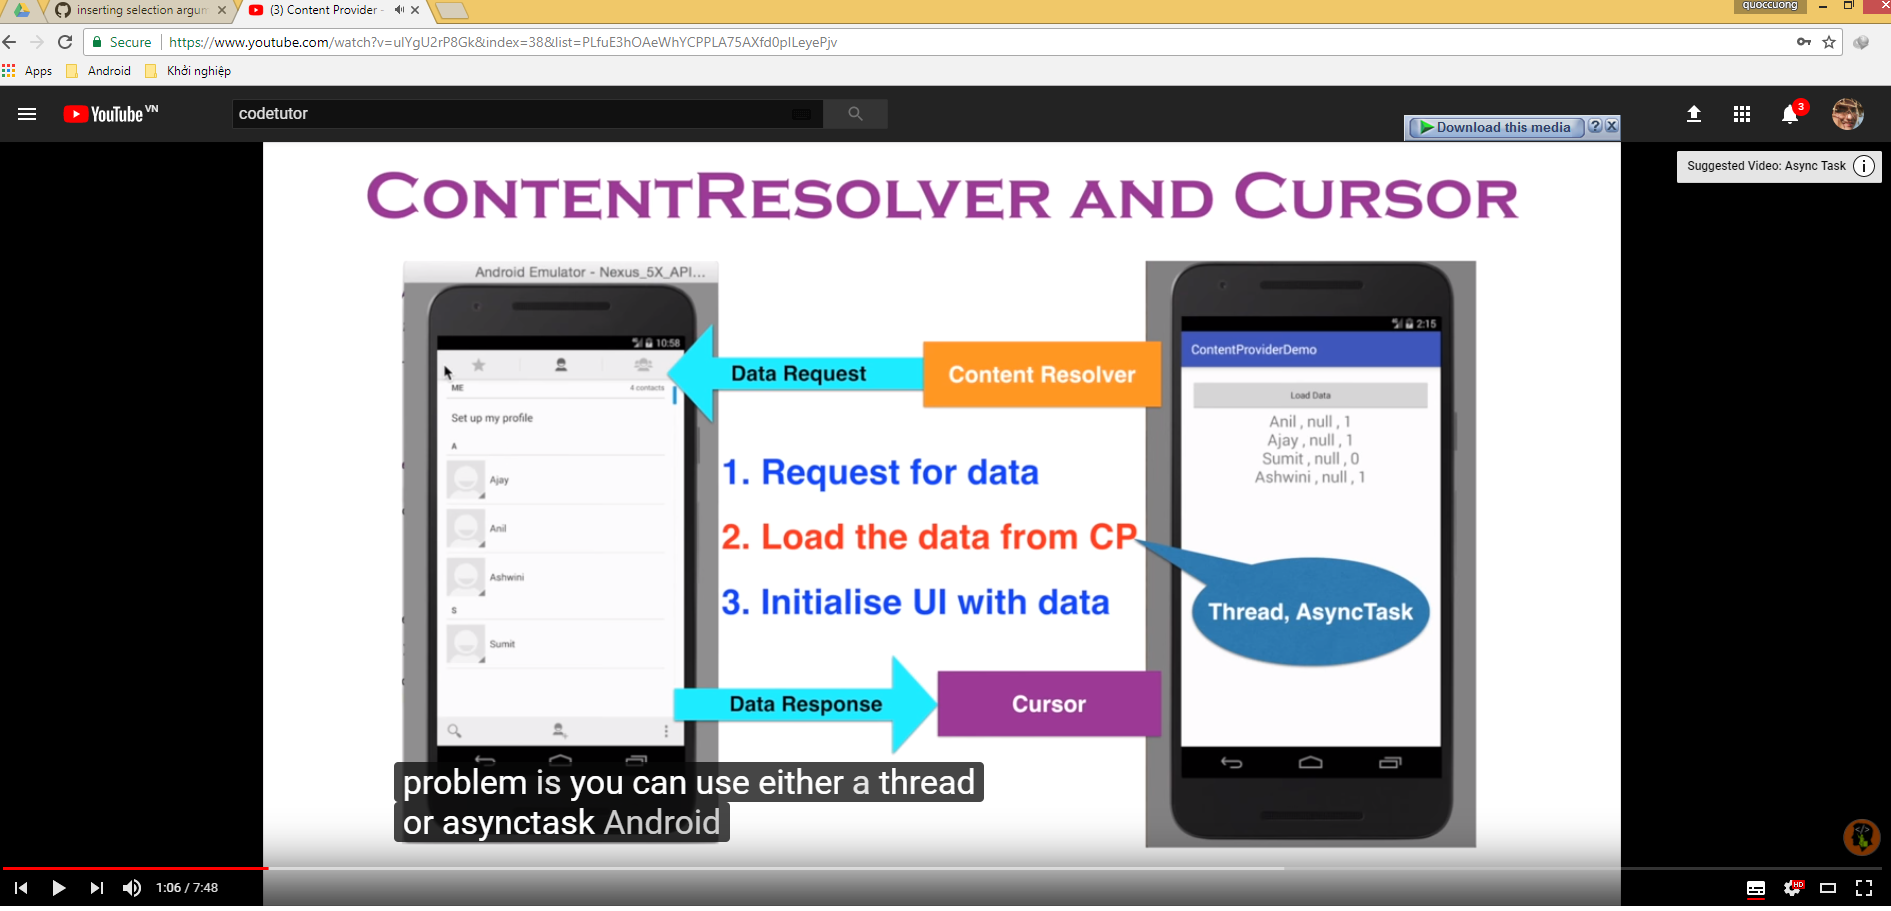 inserting selection argum
(3) Content Provider -
quoccuong
Secure
https://www.youtube.com/watch?v=ulYgU2rP8Gk&index=38&list=PLfuE3hOAeWhYCPPLA75AXfd0pILeyePjv
Apps
Android
Khởi nghiệp
YouTube VN
codetutor
3
Download this media
?
Suggested Video: Async Task
CONTENTRESOLVER AND CURSOR
Android Emulator - Nexus_5X_API...
10:58
ME
4 contacts
Set up my profile
A
Ajay
Anil
Ashwini
S
Sumit
Data Request
Content Resolver
1. Request for data
2. Load the data from CP
3. Initialise UI with data
Data Response
Cursor
2:15
ContentProviderDemo
Load Data
Anil , null , 1
Ajay , null , 1
Sumit , null , 0
Ashwini , null , 1
Thread, AsyncTask
problem is you can use either a thread
or asynctask Android
1:06 / 7:48
HD